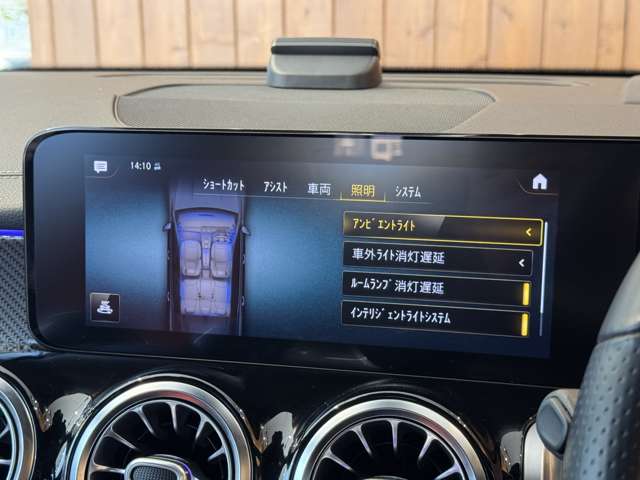 14:10
ショートカット アシスト 車両 照明 システム
アンビエントライト
車外ライト消灯遅延
ルームランプ消灯遅延
インテリジェントライトシステム